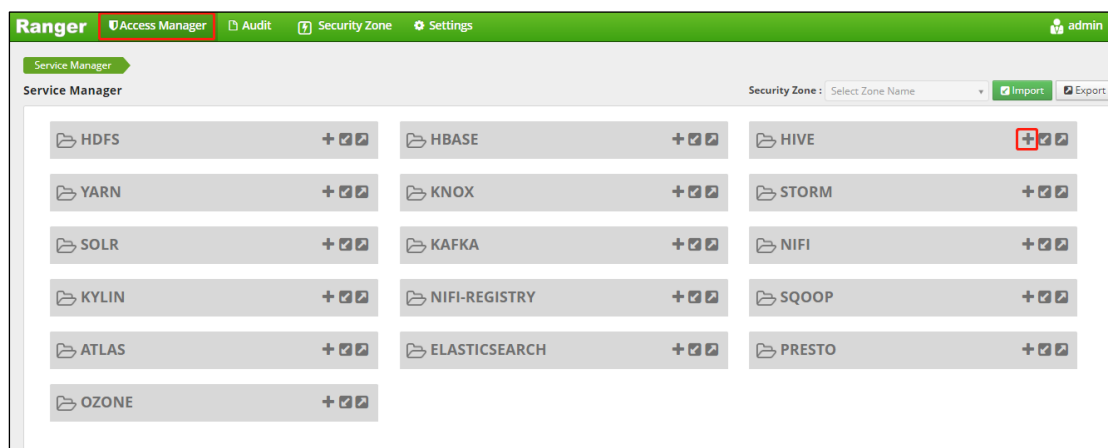 Ranger Access Manager Audit Security Zone Settings admin
Service Manager
Service Manager Security Zone : Select Zone Name Import Export
HDFS HBASE HIVE
YARN KNOX STORM
SOLR KAFKA NIFI
KYLIN NIFI-REGISTRY SQOOP
ATLAS ELASTICSEARCH PRESTO
OZONE